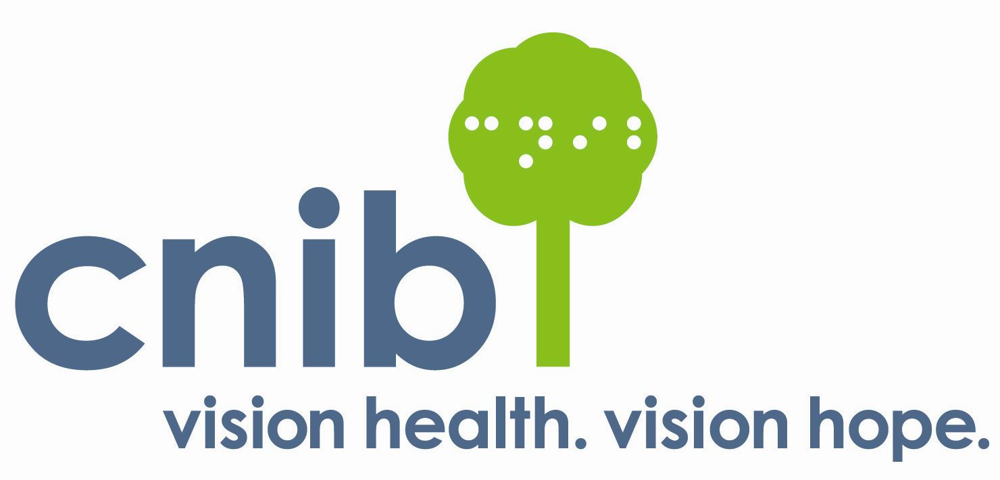 ⠉⠝⠊⠃
cnib
vision health. vision hope.